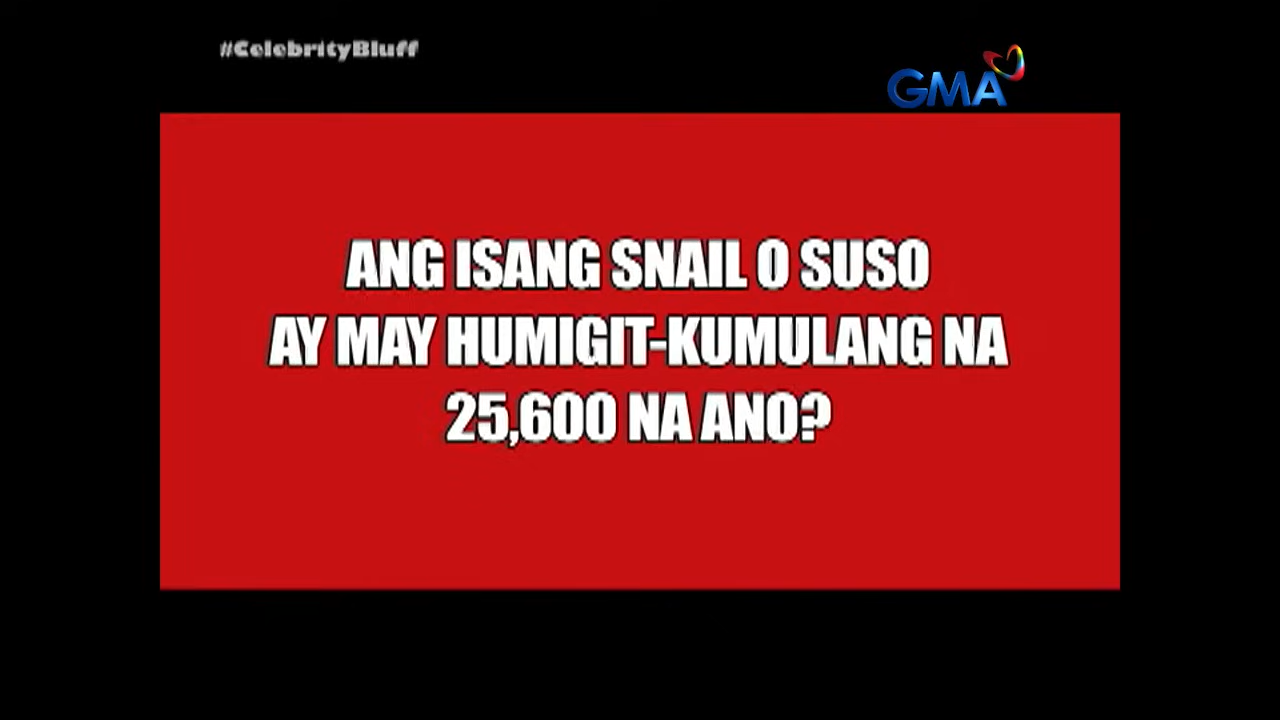 #CelebrityBluff
GMA
ANG ISANG SNAIL O SUSO
AY MAY HUMIGIT-KUMULANG NA
25,600 NA ANO?